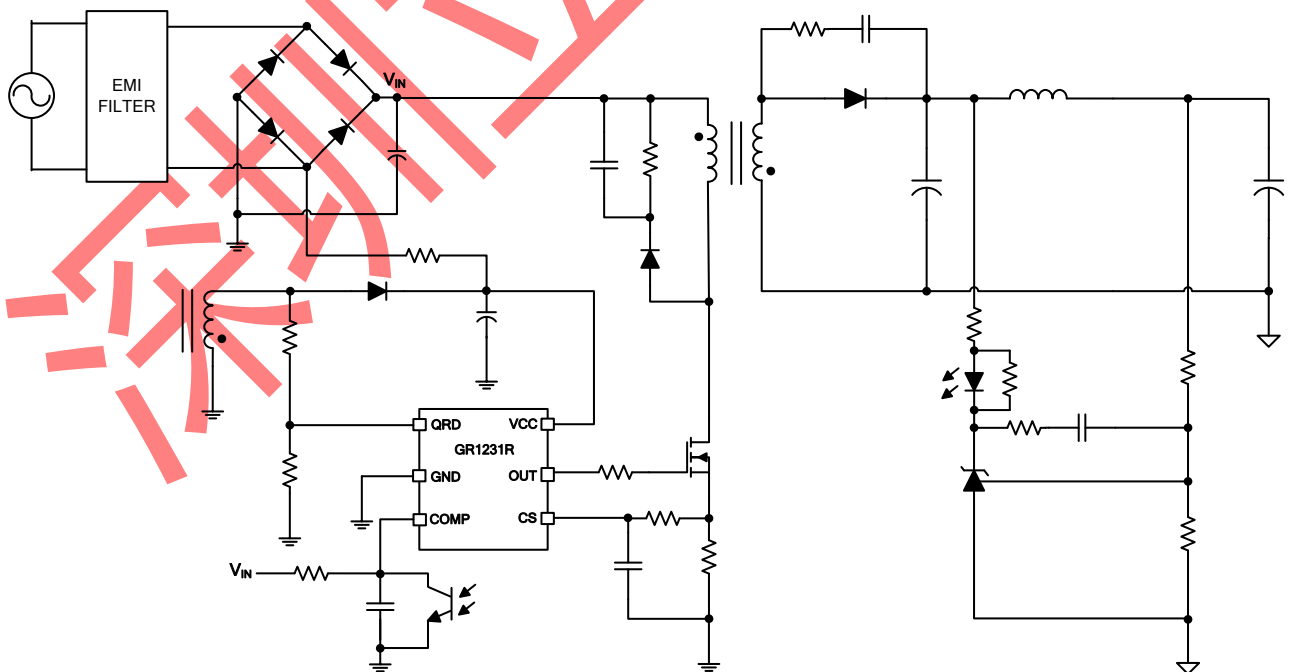 EMI
FILTER
VIN
QRD
VCC
GR1231R
GND
OUT
COMP
CS
VIN